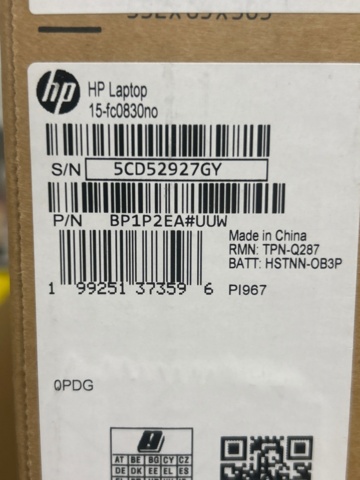 hp
HP Laptop
15-fc0830no
S/N 5CD52927GY
P/N BP1P2EA#UUW
Made in China
RMN: TPN-Q287
BATT: HSTNN-OB3P
1 99251 37359 6 PI967
0PDG
AT BE BG CY CZ
DE DK EE EL ES